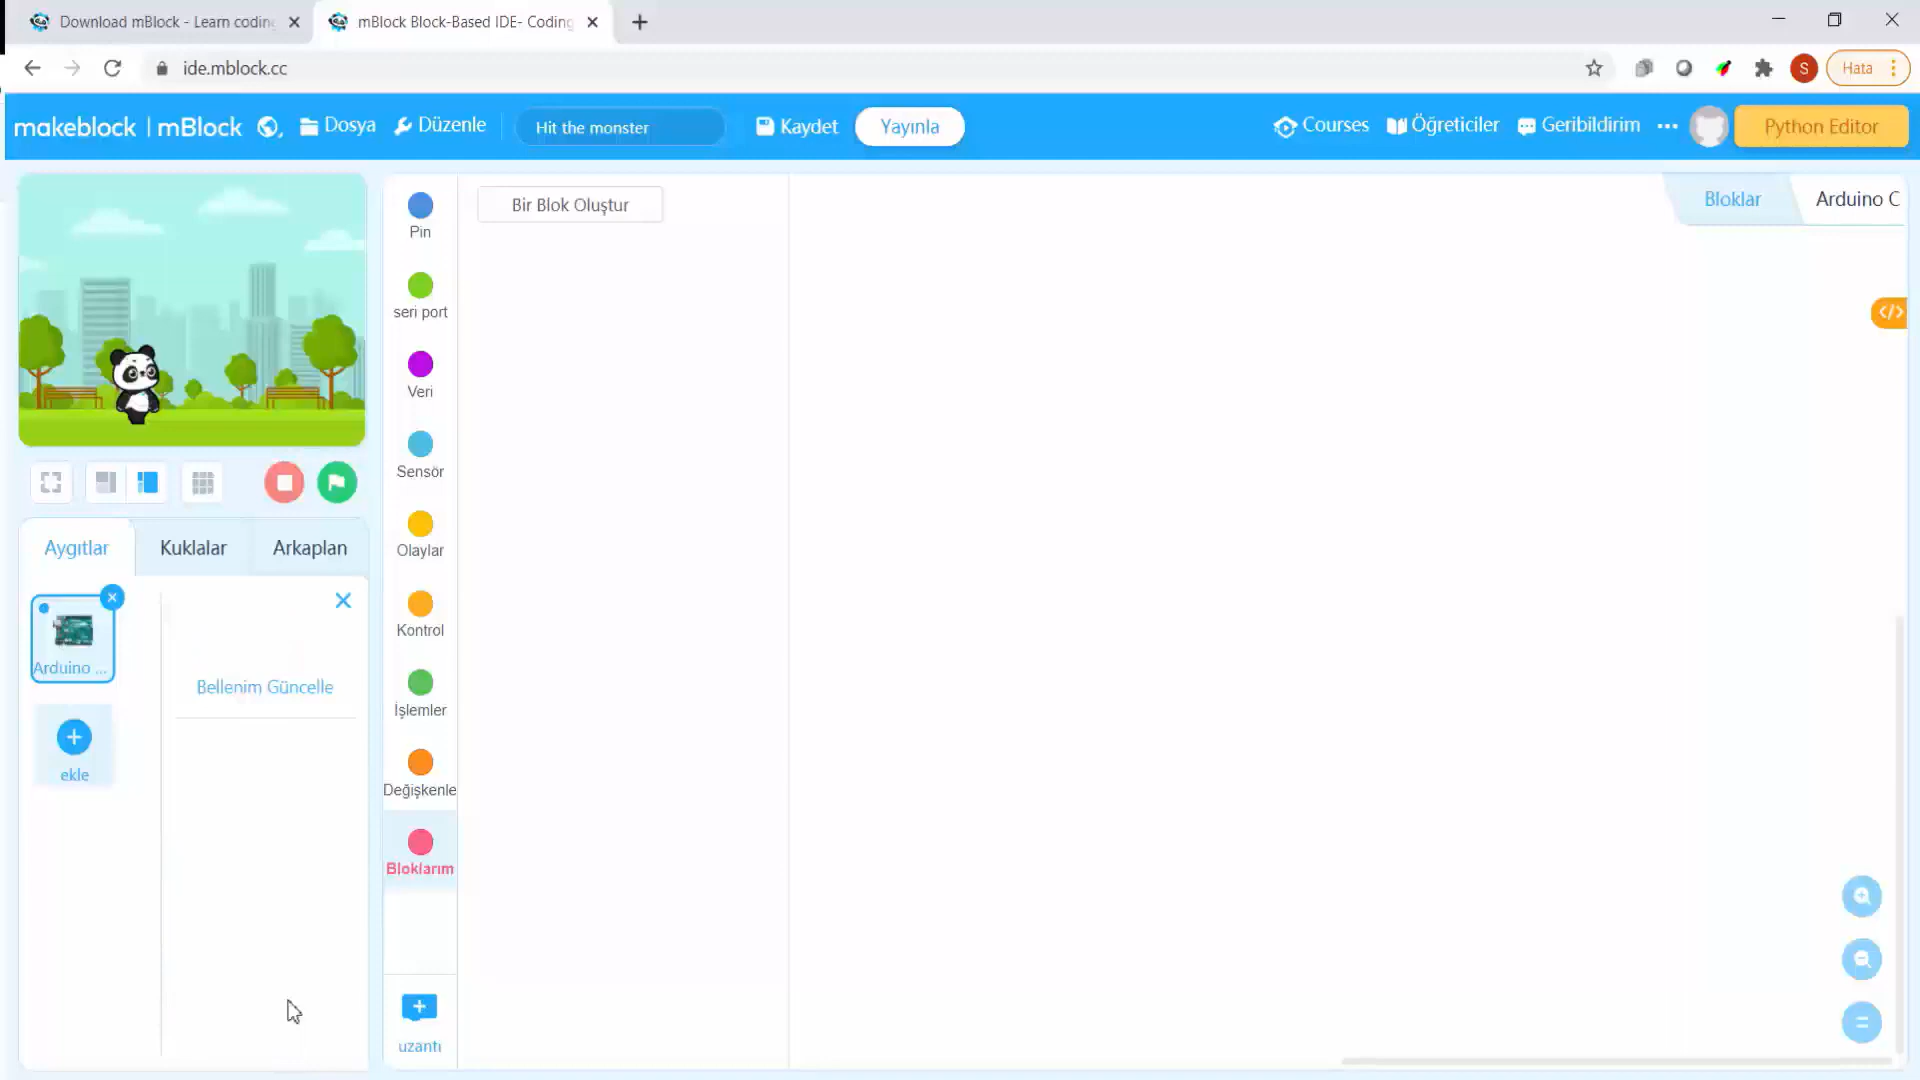 Download mBlock - Learn coding
mBlock Block-Based IDE- Coding
ide.mblock.cc
S
Hata
makeblock | mBlock
Dosya
Düzenle
Hit the monster
Kaydet
Yayınla
Courses
Öğreticiler
Geribildirim
Python Editor
Pin
seri port
Veri
Sensör
Olaylar
Kontrol
İşlemler
Değişkenle
Bloklarım
uzantı
Bir Blok Oluştur
Bloklar
Arduino C
Aygıtlar
Kuklalar
Arkaplan
Arduino ...
ekle
Bellenim Güncelle